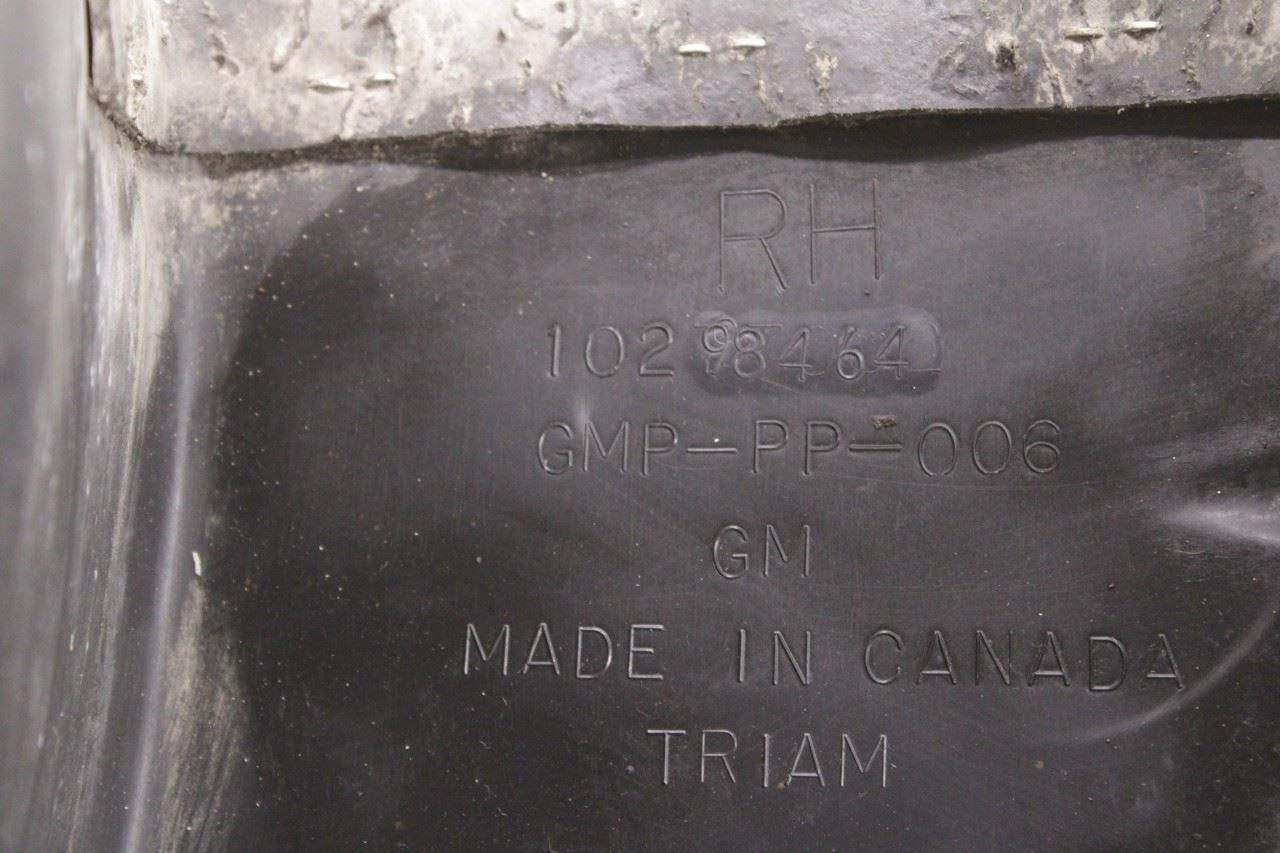 RH
10298464
GMP-PP-006
GM
MADE IN CANADA
TRIAM